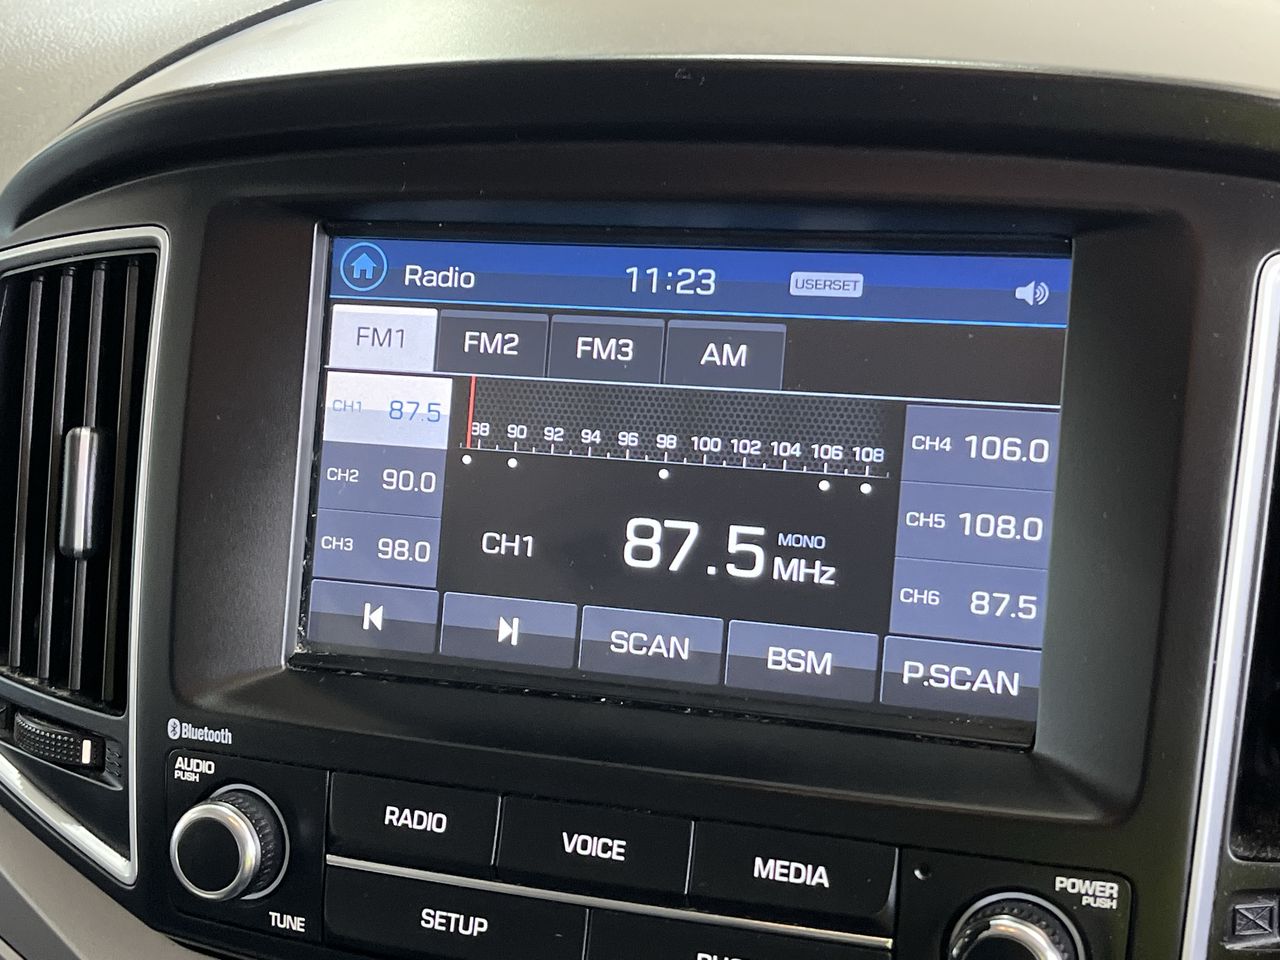 Radio 11:23 USERSET
FM1 FM2 FM3 AM
CH1 87.5
CH2 90.0
CH3 98.0
88 90 92 94 96 98 100 102 104 106 108
CH4 106.0
CH5 108.0
CH6 87.5
CH1 87.5 MONO
MHz
SCAN BSM P.SCAN
Bluetooth
AUDIO
PUSH
TUNE
RADIO VOICE MEDIA
SETUP
POWER
PUSH